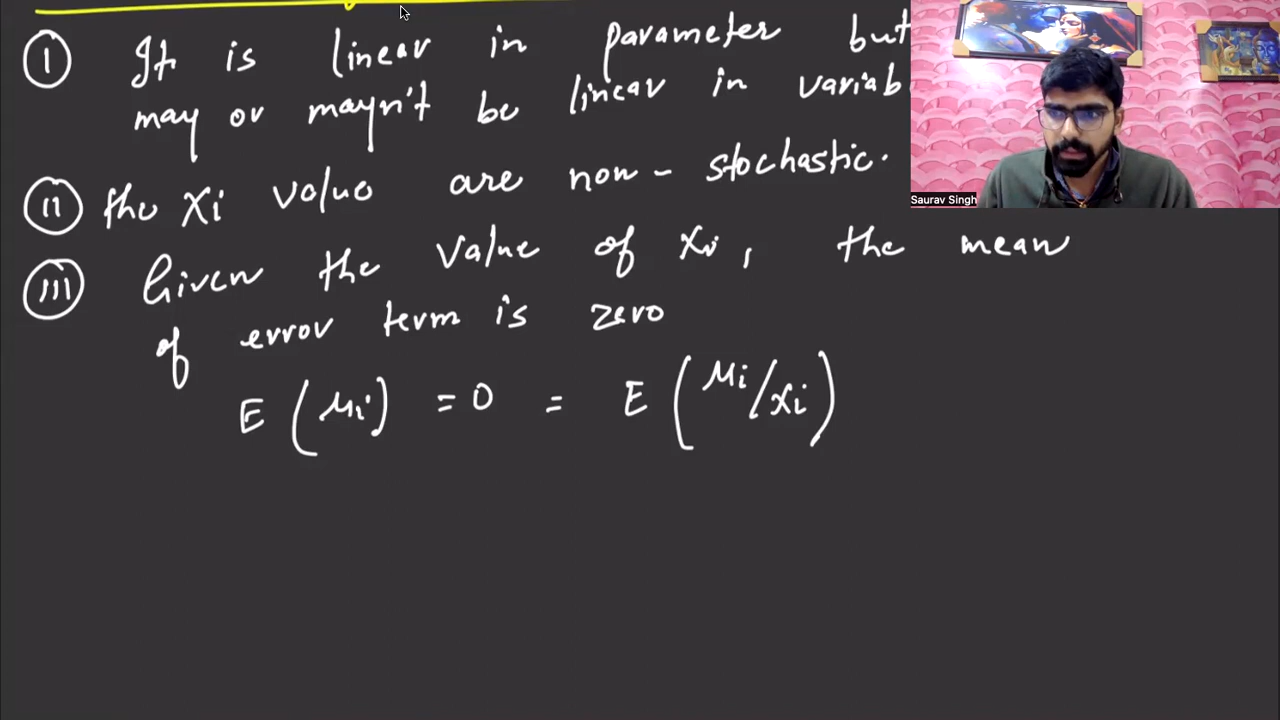 I It is linear in parameter but
may or mayn't be linear in variab
II the Xi value are non-stochastic.
III Given the value of Xi, the mean
of error term is zero
E (μi) = 0 = E (μi/Xi)
Saurav Singh